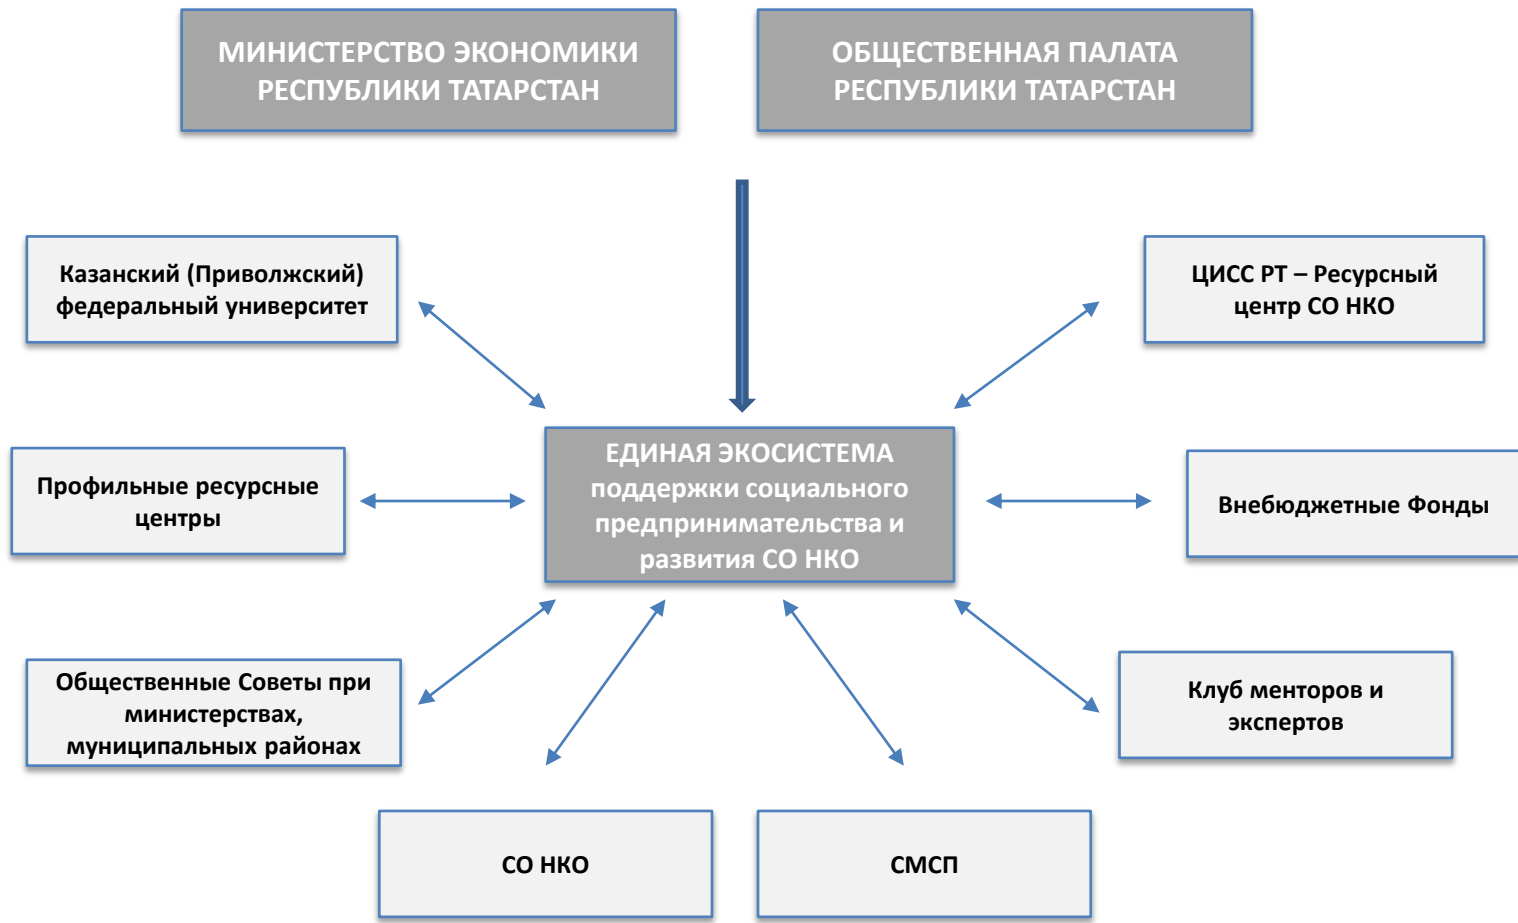 МИНИСТЕРСТВО ЭКОНОМИКИ
РЕСПУБЛИКИ ТАТАРСТАН
ОБЩЕСТВЕННАЯ ПАЛАТА
РЕСПУБЛИКИ ТАТАРСТАН
Казанский (Приволжский)
федеральный университет
ЦИСС РТ – Ресурсный
центр СО НКО
Профильные ресурсные
центры
ЕДИНАЯ ЭКОСИСТЕМА
поддержки социального
предпринимательства и
развития СО НКО
Внебюджетные Фонды
Общественные Советы при
министерствах,
муниципальных районах
Клуб менторов и
экспертов
СО НКО
СМСП